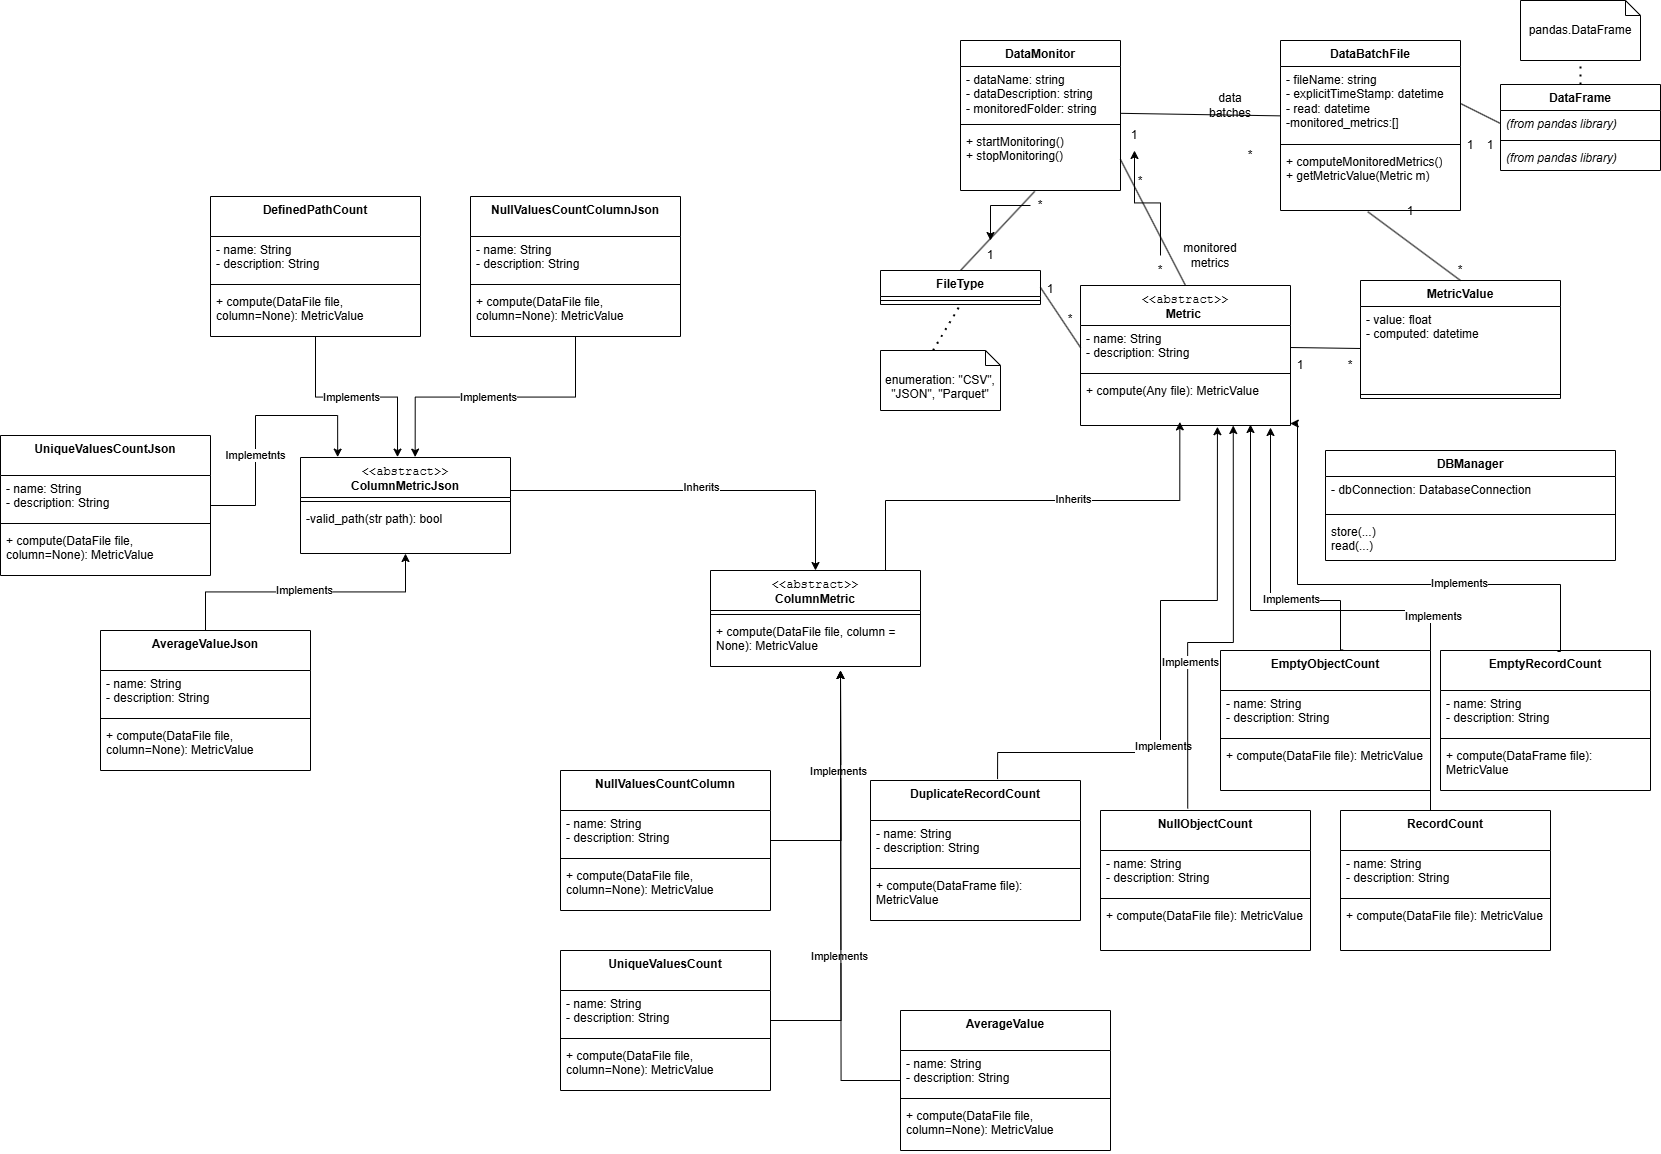 pandas.DataFrame
DataMonitor
- dataName: string
- dataDescription: string
- monitoredFolder: string
+ startMonitoring()
+ stopMonitoring()
data
batches
1
*
DataBatchFile
- fileName: string
- explicitTimeStamp: datetime
- read: datetime
-monitored_metrics:[]
+ computeMonitoredMetrics()
+ getMetricValue(Metric m)
1
1
DataFrame
(from pandas library)
(from pandas library)
*
*
1
1
*
monitored
metrics
*
FileType
1
*
enumeration: "CSV",
"JSON", "Parquet"
<<abstract>>
Metric
- name: String
- description: String
+ compute(Any file): MetricValue
1
*
MetricValue
- value: float
- computed: datetime
DBManager
- dbConnection: DatabaseConnection
store(...)
read(...)
DefinedPathCount
- name: String
- description: String
+ compute(DataFile file,
column=None): MetricValue
NullValuesCountColumnJson
- name: String
- description: String
+ compute(DataFile file,
column=None): MetricValue
Implements
Implements
UniqueValuesCountJson
- name: String
- description: String
+ compute(DataFile file,
column=None): MetricValue
Implemetnts
<<abstract>>
ColumnMetricJson
-valid_path(str path): bool
Inherits
Inherits
Implements
AverageValueJson
- name: String
- description: String
+ compute(DataFile file,
column=None): MetricValue
<<abstract>>
ColumnMetric
+ compute(DataFile file, column =
None): MetricValue
Implements
Implements
Implements
Implements
Implements
EmptyObjectCount
- name: String
- description: String
+ compute(DataFile file): MetricValue
EmptyRecordCount
- name: String
- description: String
+ compute(DataFrame file):
MetricValue
Implements
NullValuesCountColumn
- name: String
- description: String
+ compute(DataFile file,
column=None): MetricValue
DuplicateRecordCount
- name: String
- description: String
+ compute(DataFrame file):
MetricValue
NullObjectCount
- name: String
- description: String
+ compute(DataFile file): MetricValue
RecordCount
- name: String
- description: String
+ compute(DataFile file): MetricValue
Implements
UniqueValuesCount
- name: String
- description: String
+ compute(DataFile file,
column=None): MetricValue
AverageValue
- name: String
- description: String
+ compute(DataFile file,
column=None): MetricValue